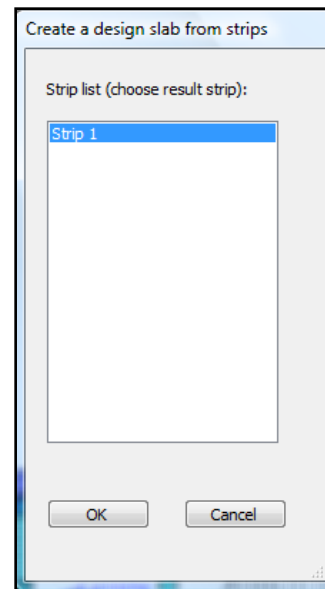 Create a design slab from strips
Strip list (choose result strip):
Strip 1
OK Cancel